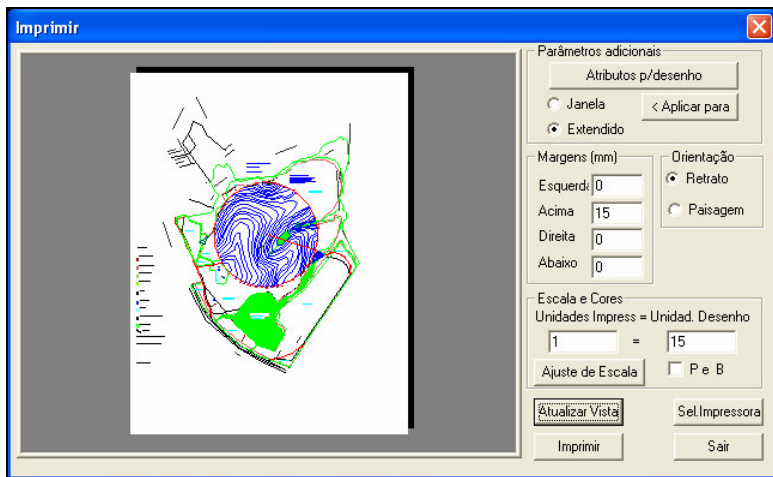 Imprimir
Parâmetros adicionais
Atributos p/desenho
Janela
< Aplicar para
Extendido
Margens (mm)
Orientação
Esquerda 0
Retrato
Acima 15
Paisagem
Direita 0
Abaixo 0
Escala e Cores
Unidades Impress = Unidad. Desenho
1 = 15
Ajuste de Escala
P e B
Atualizar Vista
Sel.Impressora
Imprimir
Sair